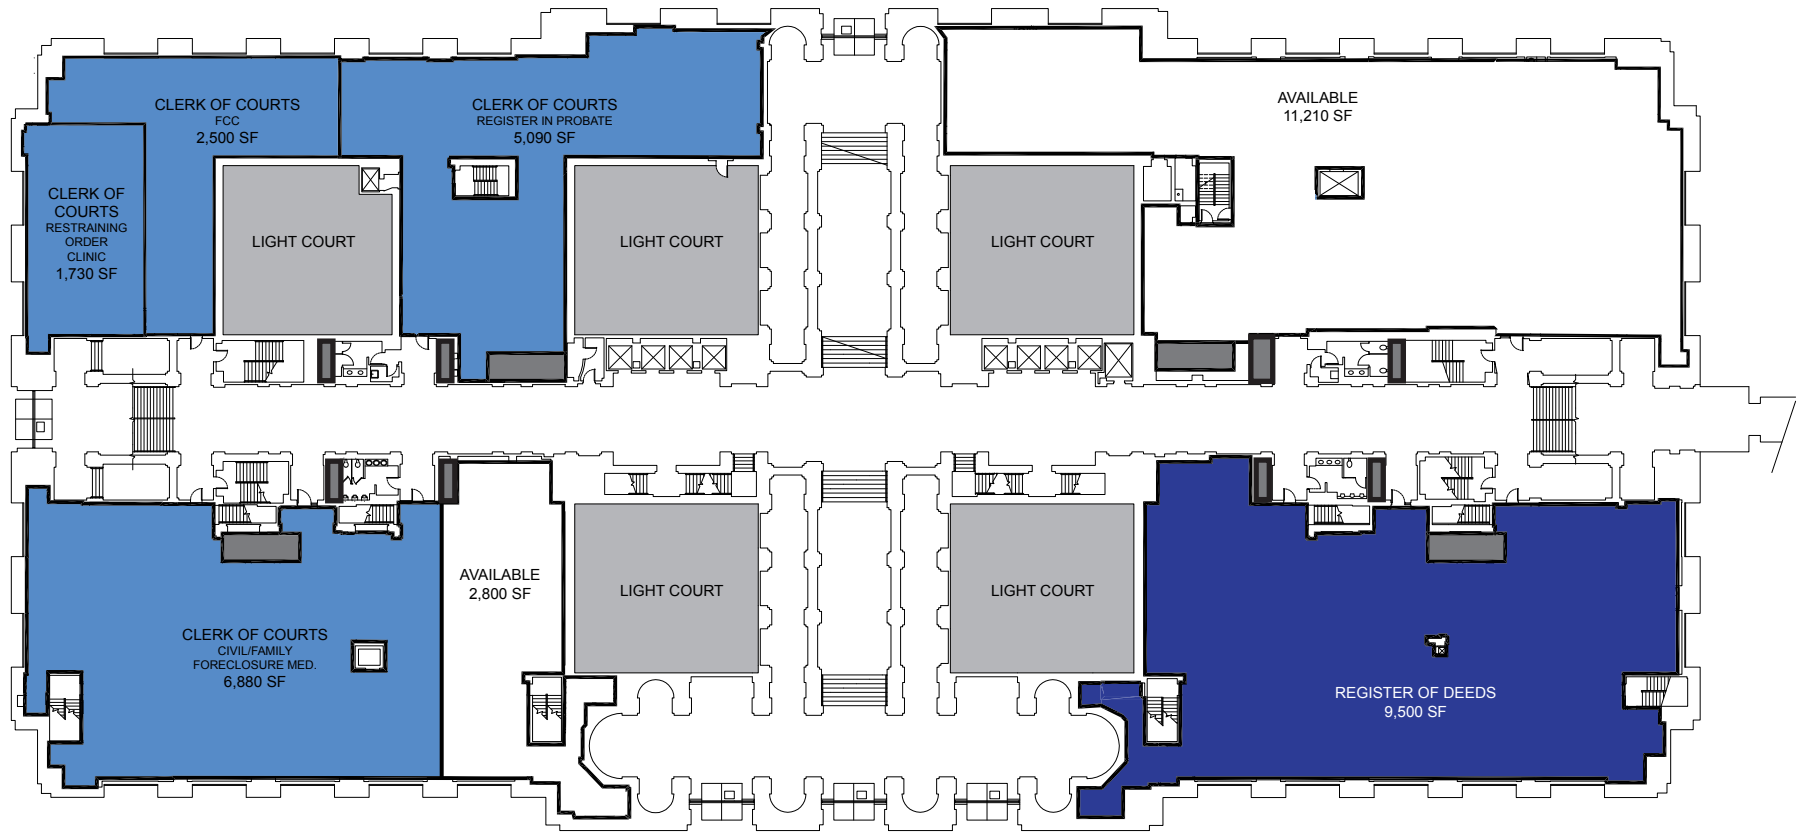 CLERK OF COURTS
FCC
2,500 SF
CLERK OF COURTS
REGISTER IN PROBATE
5,090 SF
AVAILABLE
11,210 SF
CLERK OF
COURTS
RESTRAINING
ORDER
CLINIC
1,730 SF
LIGHT COURT
LIGHT COURT
LIGHT COURT
AVAILABLE
2,800 SF
LIGHT COURT
LIGHT COURT
CLERK OF COURTS
CIVIL/FAMILY
FORECLOSURE MED.
6,880 SF
REGISTER OF DEEDS
9,500 SF